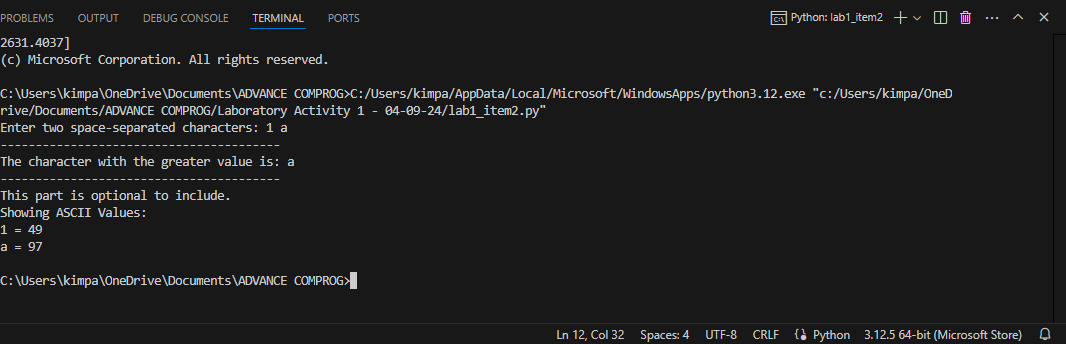 PROBLEMS OUTPUT DEBUG CONSOLE TERMINAL PORTS Python: lab1_item2
2631.4037]
(c) Microsoft Corporation. All rights reserved.
C:\Users\kimpa\OneDrive\Documents\ADVANCE COMPROG>C:/Users/kimpa/AppData/Local/Microsoft/WindowsApps/python3.12.exe "c:/Users/kimpa/OneD
rive/Documents/ADVANCE COMPROG/Laboratory Activity 1 - 04-09-24/lab1_item2.py"
Enter two space-separated characters: 1 a
----------------------------------------
The character with the greater value is: a
----------------------------------------
This part is optional to include.
Showing ASCII Values:
1 = 49
a = 97
C:\Users\kimpa\OneDrive\Documents\ADVANCE COMPROG>
Ln 12, Col 32 Spaces: 4 UTF-8 CRLF Python 3.12.5 64-bit (Microsoft Store)